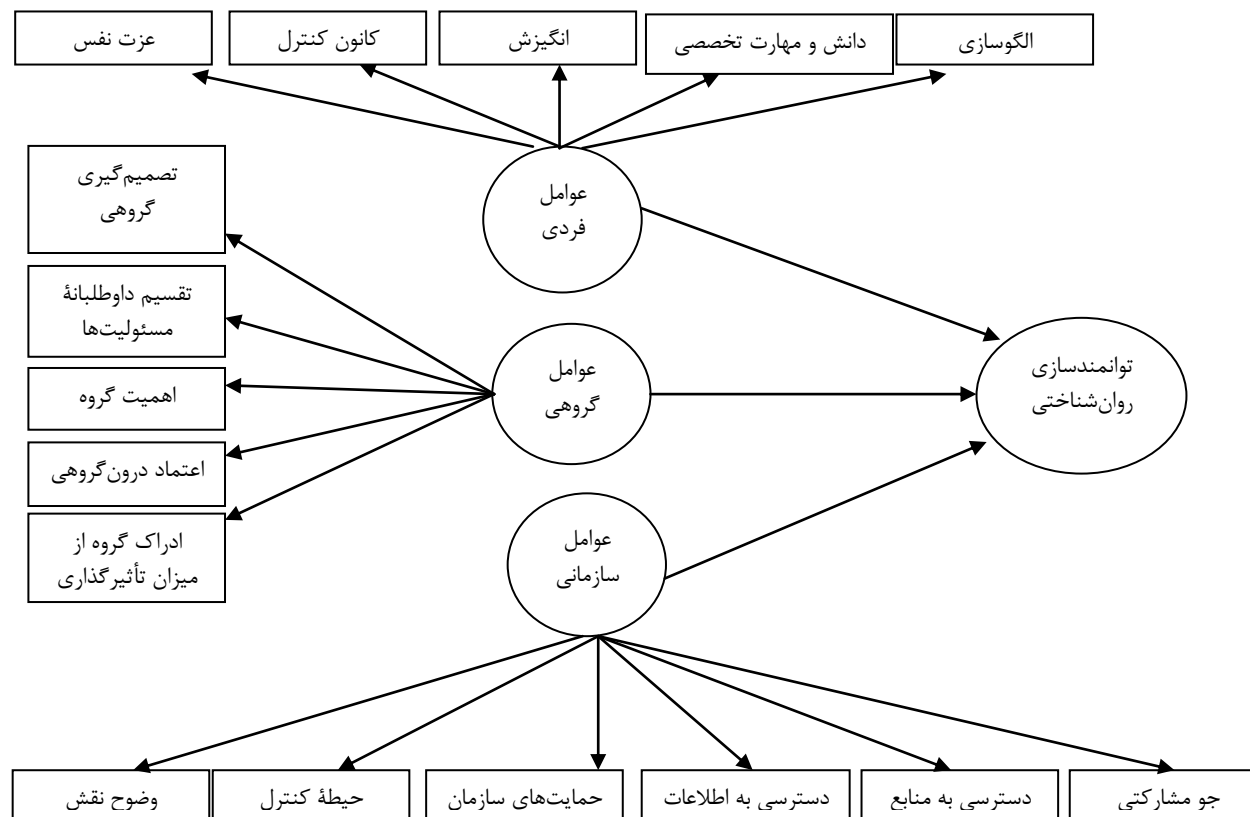 الگوسازی
دانش و مهارت تخصصی
انگیزش
کانون کنترل
عزت نفس
عوامل
فردی
تصمیم‌گیری
گروهی
تقسیم داوطلبانهٔ
مسئولیت‌ها
اهمیت گروه
اعتماد درون‌گروهی
ادراک گروه از
میزان تأثیرگذاری
عوامل
گروهی
توانمندسازی
روان‌شناختی
عوامل
سازمانی
جو مشارکتی
دسترسی به منابع
دسترسی به اطلاعات
حمایت‌های سازمان
حیطهٔ کنترل
وضوح نقش